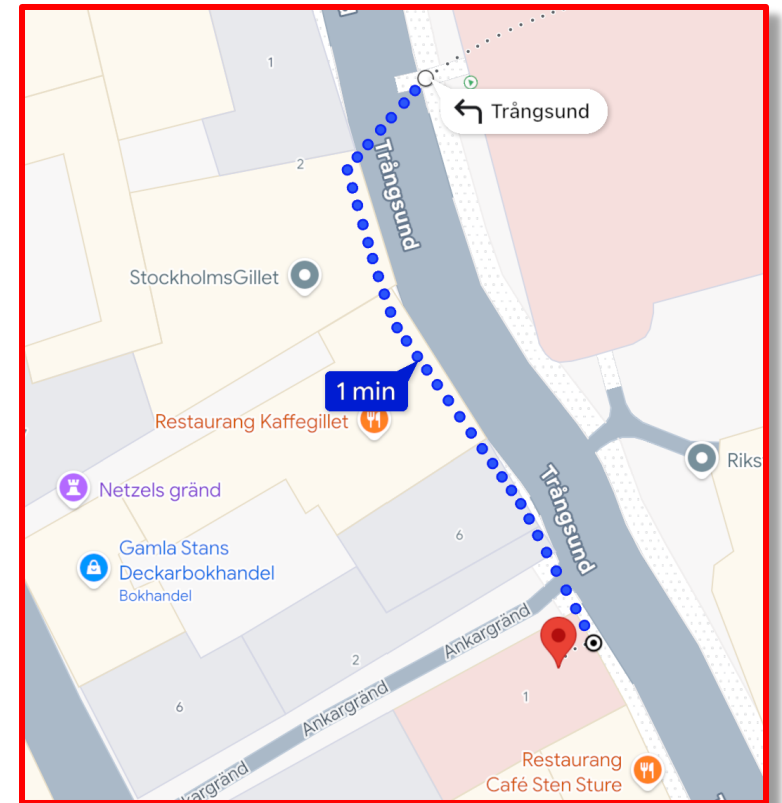 1
Trångsund
2
Trångsund
StockholmsGillet
1 min
Restaurang Kaffegillet
Riks
Netzels gränd
Trångsund
6
Gamla Stans
Deckarbokhandel
Bokhandel
Ankargränd
2
1
6
Ankargränd
Restaurang
Café Sten Sture